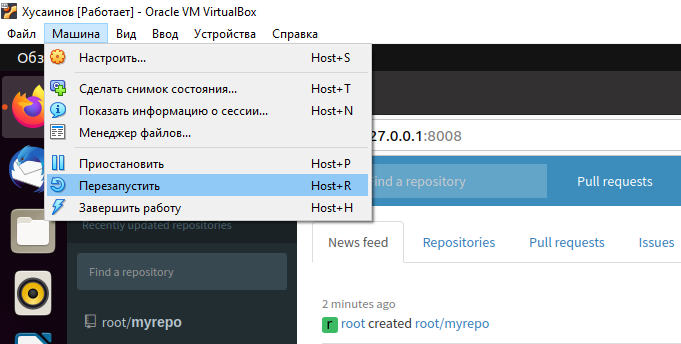 Хусаинов [Работает] - Oracle VM VirtualBox
Файл Машина Вид Ввод Устройства Справка
Обз
Настроить... Host+S
Сделать снимок состояния... Host+T
Показать информацию о сессии... Host+N
Менеджер файлов...
Приостановить Host+P
Перезапустить Host+R
Завершить работу Host+H
27.0.0.1:8008
Find a repository Pull requests
Recently updated repositories
Find a repository
root/myrepo
News feed Repositories Pull requests Issues
2 minutes ago
r root created root/myrepo